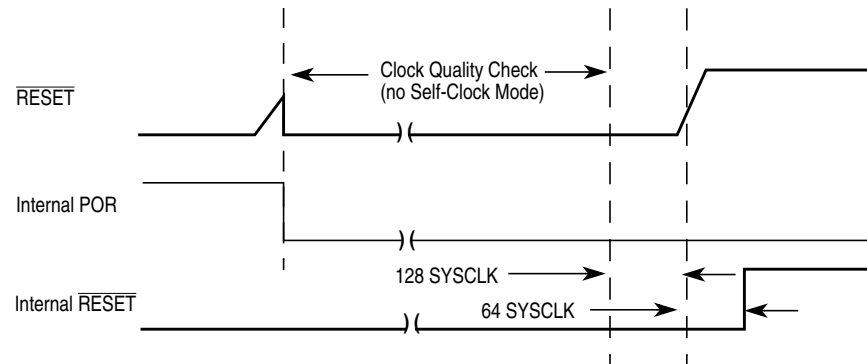 Clock Quality Check
(no Self-Clock Mode)
RESET
Internal POR
128 SYSCLK
Internal RESET
64 SYSCLK